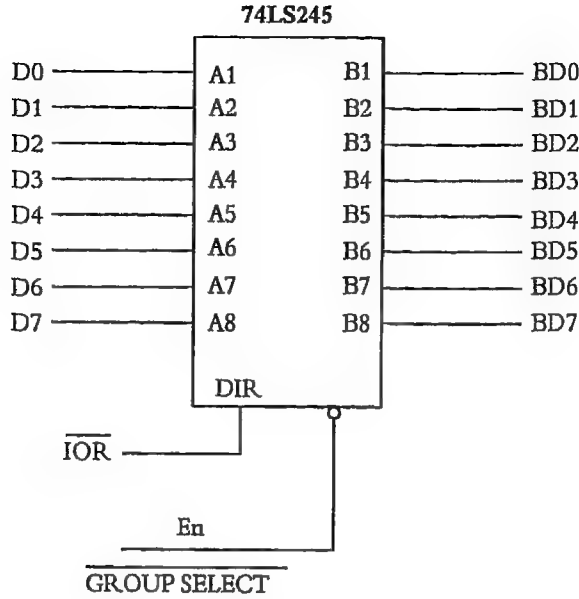 74LS245
D0 A1 B1 BD0
D1 A2 B2 BD1
D2 A3 B3 BD2
D3 A4 B4 BD3
D4 A5 B5 BD4
D5 A6 B6 BD5
D6 A7 B7 BD6
D7 A8 B8 BD7
DIR
IOR
En
GROUP SELECT